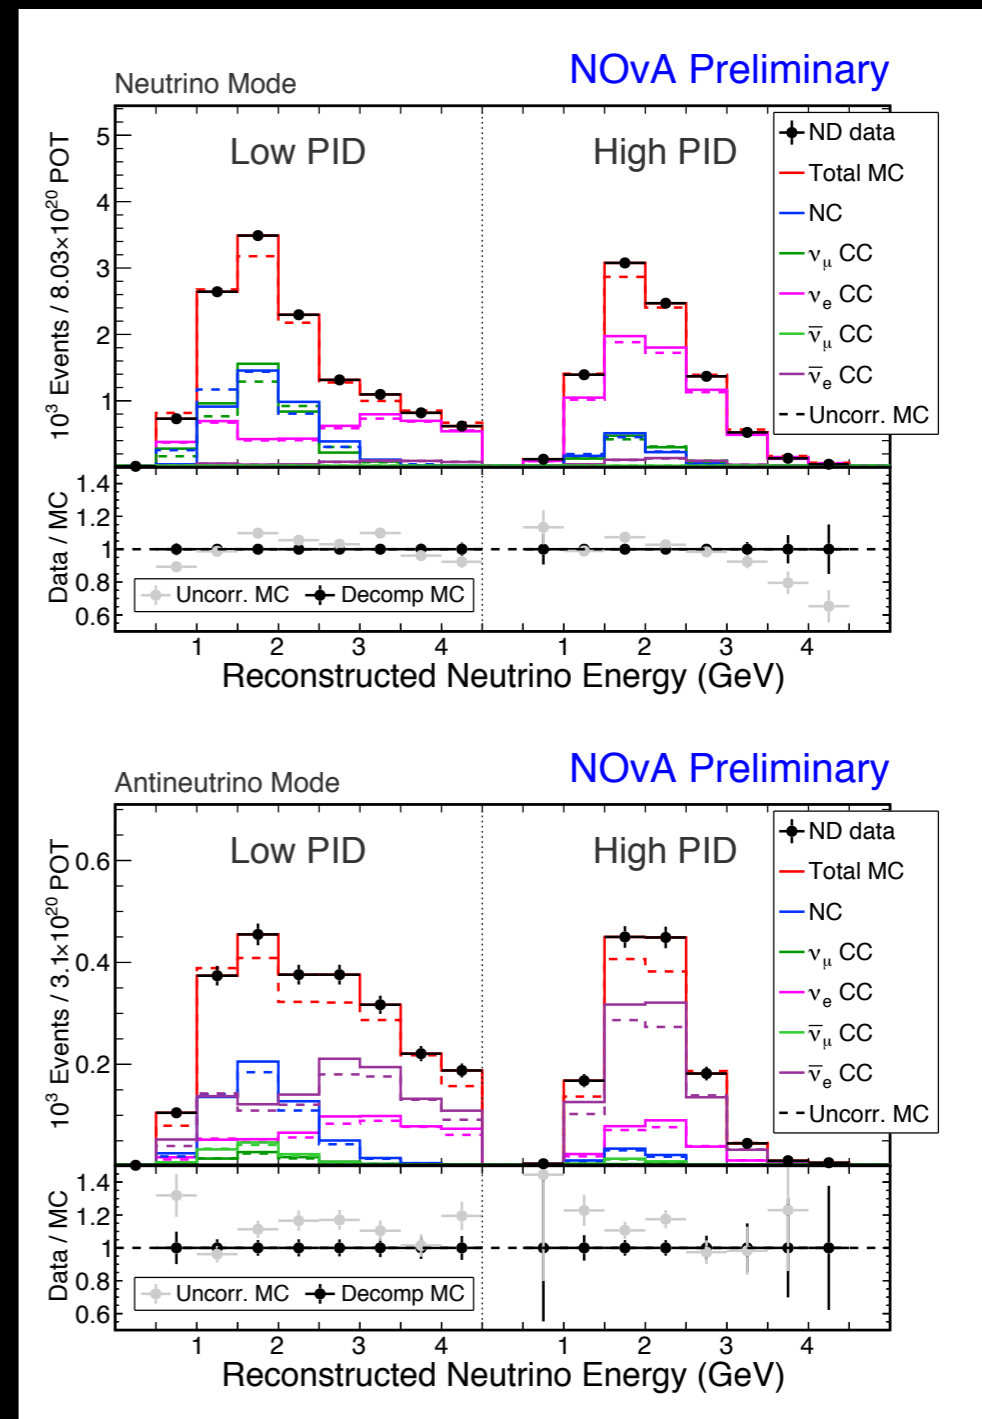 Neutrino Mode
NOvA Preliminary
10³ Events / 8.03×10²⁰ POT
5
4
3
2
1
Low PID
High PID
ND data
Total MC
NC
νμ CC
νe CC
ν̅μ CC
ν̅e CC
Uncorr. MC
Data / MC
1.4
1.2
1
0.8
0.6
Uncorr. MC
Decomp MC
1 2 3 4 1 2 3 4
Reconstructed Neutrino Energy (GeV)
Antineutrino Mode
NOvA Preliminary
10³ Events / 3.1×10²⁰ POT
0.6
0.4
0.2
Low PID
High PID
ND data
Total MC
NC
νμ CC
νe CC
ν̅μ CC
ν̅e CC
Uncorr. MC
Data / MC
1.4
1.2
1
0.8
0.6
Uncorr. MC
Decomp MC
1 2 3 4 1 2 3 4
Reconstructed Neutrino Energy (GeV)